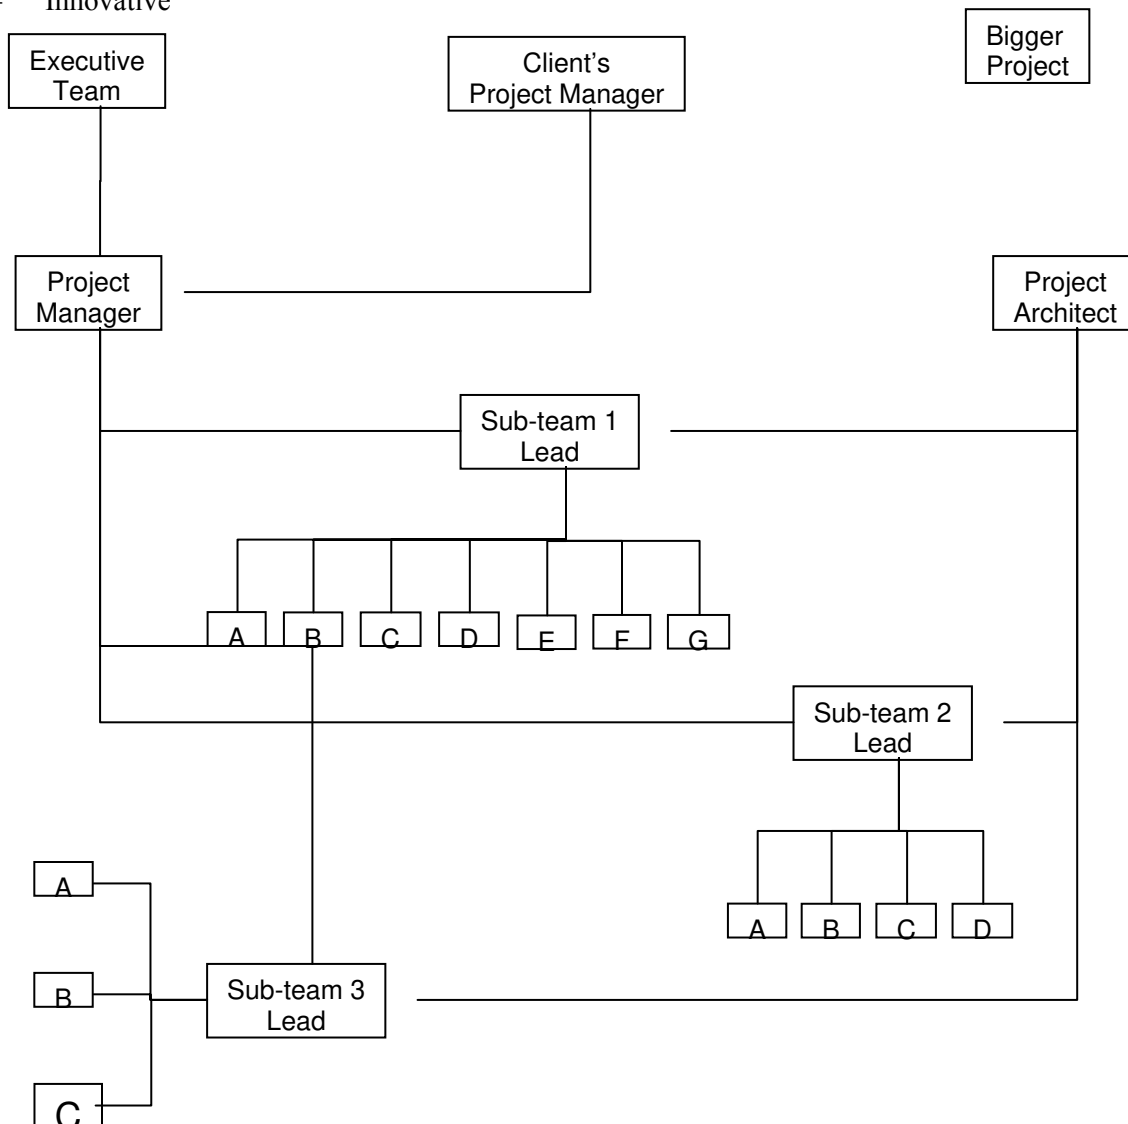 Innovative
Executive
Team
Client's
Project Manager
Bigger
Project
Project
Manager
Project
Architect
Sub-team 1
Lead
A B C D E F G
Sub-team 2
Lead
A B C D
A
B
Sub-team 3
Lead
C